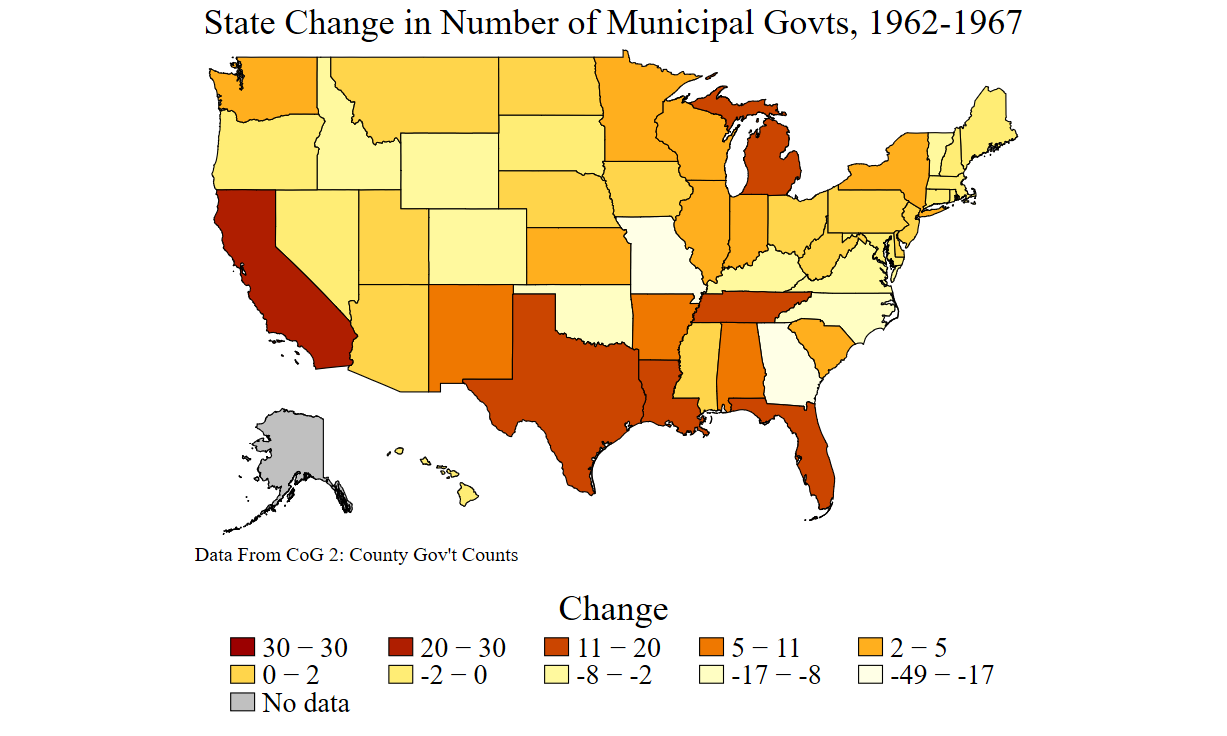 State Change in Number of Municipal Govts, 1962-1967
Data From CoG 2: County Gov't Counts
Change
30 − 30 20 − 30 11 − 20 5 − 11 2 − 5
0 − 2 -2 − 0 -8 − -2 -17 − -8 -49 − -17
No data